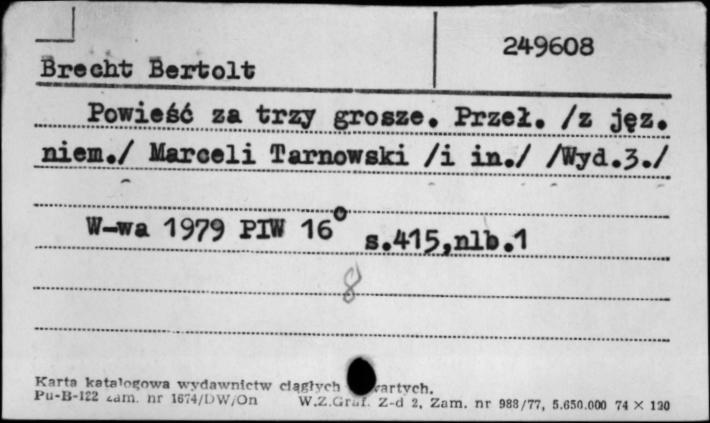 249608
Brecht Bertolt
Powieść za trzy grosze. Przeł. /z jęz.
niem./ Marceli Tarnowski /i in./ /Wyd.3./
W-wa 1979 PIW 16° s.415,nlb.1
8
Karta katalogowa wydawnictw ciągłych wartych.
Pu-B-122 zam. nr 1674/DW/On W.Z.Graf. Z-d 2, Zam. nr 988/77, 5.650.000 74 × 120